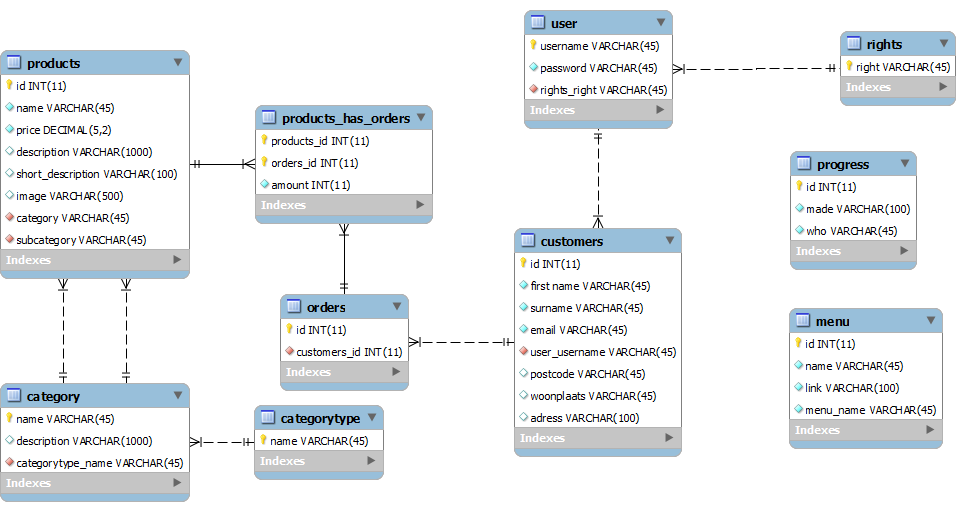 products
id INT(11)
name VARCHAR(45)
price DECIMAL(5,2)
description VARCHAR(1000)
short_description VARCHAR(100)
image VARCHAR(500)
category VARCHAR(45)
subcategory VARCHAR(45)
Indexes
products_has_orders
products_id INT(11)
orders_id INT(11)
amount INT(11)
Indexes
user
username VARCHAR(45)
password VARCHAR(45)
rights_right VARCHAR(45)
Indexes
rights
right VARCHAR(45)
Indexes
progress
id INT(11)
made VARCHAR(100)
who VARCHAR(45)
Indexes
customers
id INT(11)
first name VARCHAR(45)
surname VARCHAR(45)
email VARCHAR(45)
user_username VARCHAR(45)
postcode VARCHAR(45)
woonplaats VARCHAR(45)
adress VARCHAR(100)
Indexes
orders
id INT(11)
customers_id INT(11)
Indexes
menu
id INT(11)
name VARCHAR(45)
link VARCHAR(100)
menu_name VARCHAR(45)
Indexes
category
name VARCHAR(45)
description VARCHAR(1000)
categorytype_name VARCHAR(45)
Indexes
categorytype
name VARCHAR(45)
Indexes